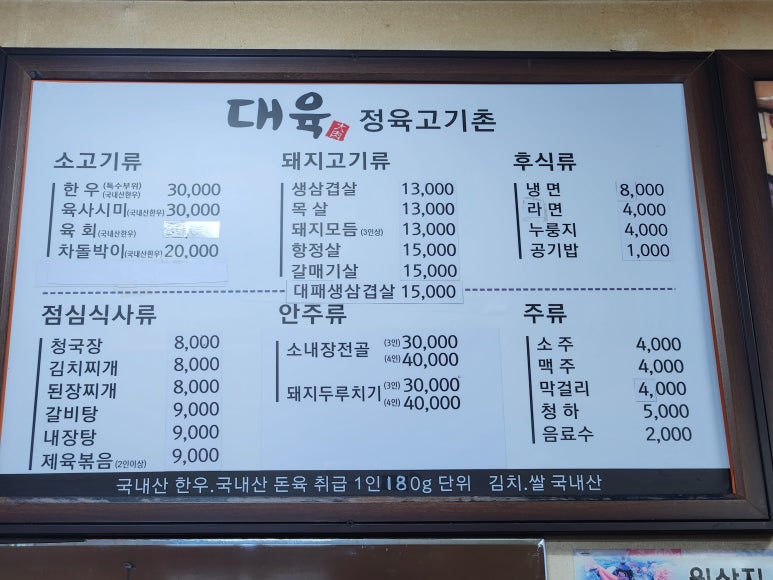 대육 大肉 정육고기촌
소고기류
한우 (특수부위) (국내산한우) 30,000
육사시미(국내산한우) 30,000
육회(국내산한우)
차돌박이(국내산한우) 20,000
돼지고기류
생삼겹살 13,000
목살 13,000
돼지모듬 (3인상) 13,000
항정살 15,000
갈매기살 15,000
대패생삼겹살 15,000
후식류
냉면 8,000
라면 4,000
누룽지 4,000
공기밥 1,000
점심식사류
청국장 8,000
김치찌개 8,000
된장찌개 8,000
갈비탕 9,000
내장탕 9,000
제육볶음 (2인이상) 9,000
안주류
소내장전골 (3인) 30,000
(4인) 40,000
돼지두루치기 (3인) 30,000
(4인) 40,000
주류
소주 4,000
맥주 4,000
막걸리 4,000
청하 5,000
음료수 2,000
국내산 한우.국내산 돈육 취급 1인 180g 단위 김치.쌀 국내산